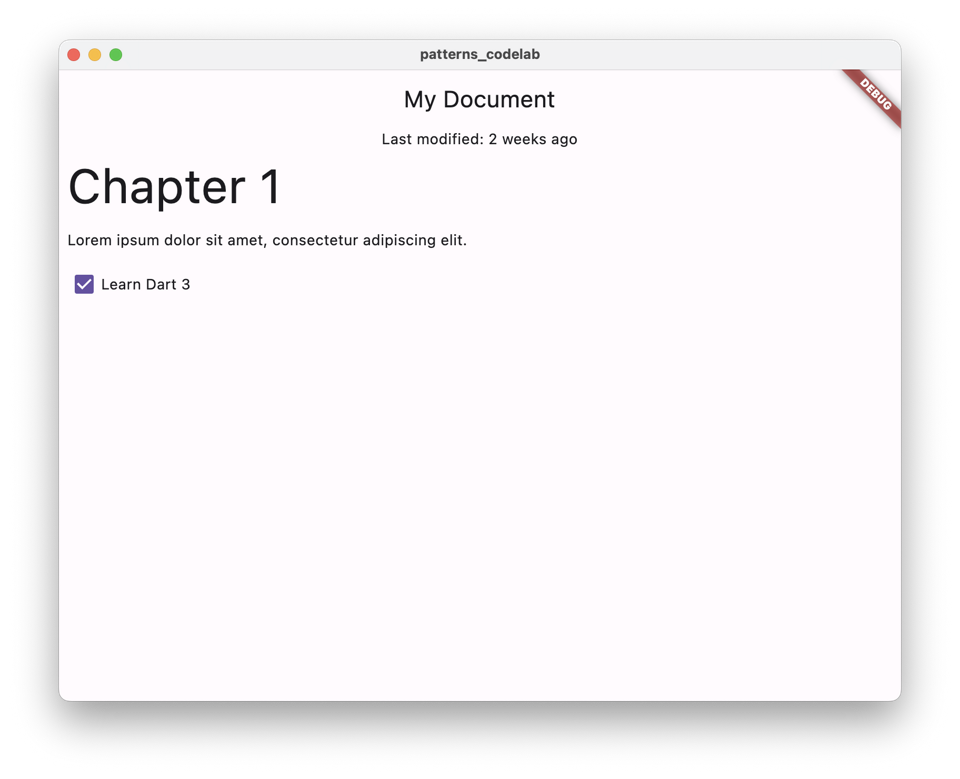 patterns_codelab
DEBUG
My Document
Last modified: 2 weeks ago
Chapter 1
Lorem ipsum dolor sit amet, consectetur adipiscing elit.
Learn Dart 3